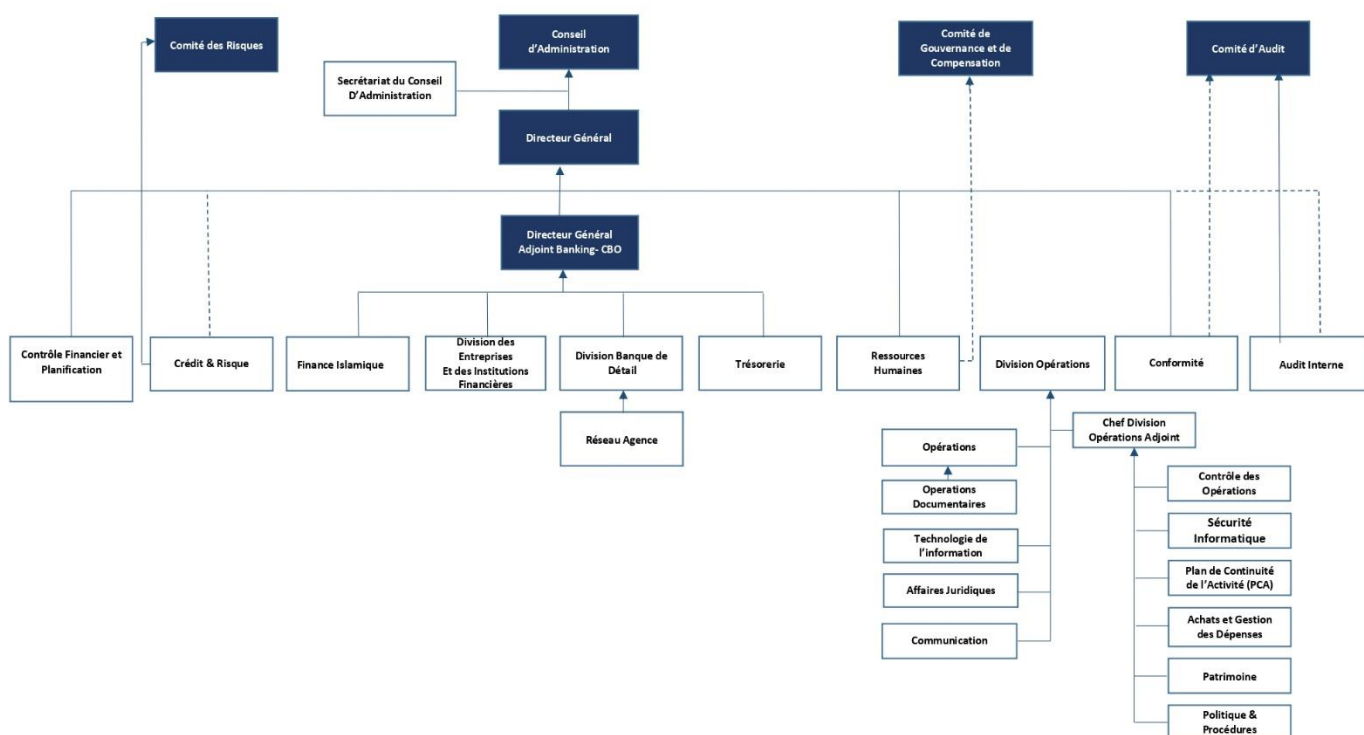 Comité des Risques
Conseil
d'Administration
Comité de
Gouvernance et de
Compensation
Comité d'Audit
Secrétariat du Conseil
D'Administration
Directeur Général
Directeur Général
Adjoint Banking- CBO
Contrôle Financier et
Planification
Crédit & Risque
Finance Islamique
Division des
Entreprises
Et des Institutions
Financières
Division Banque de
Détail
Trésorerie
Ressources
Humaines
Division Opérations
Conformité
Audit Interne
Réseau Agence
Chef Division
Opérations Adjoint
Opérations
Operations
Documentaires
Technologie de
l'information
Affaires Juridiques
Communication
Contrôle des
Opérations
Sécurité
Informatique
Plan de Continuité
de l'Activité (PCA)
Achats et Gestion
des Dépenses
Patrimoine
Politique &
Procédures